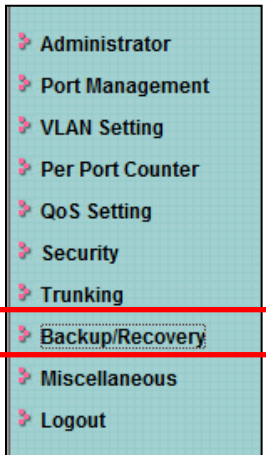 Administrator
Port Management
VLAN Setting
Per Port Counter
QoS Setting
Security
Trunking
Backup/Recovery
Miscellaneous
Logout